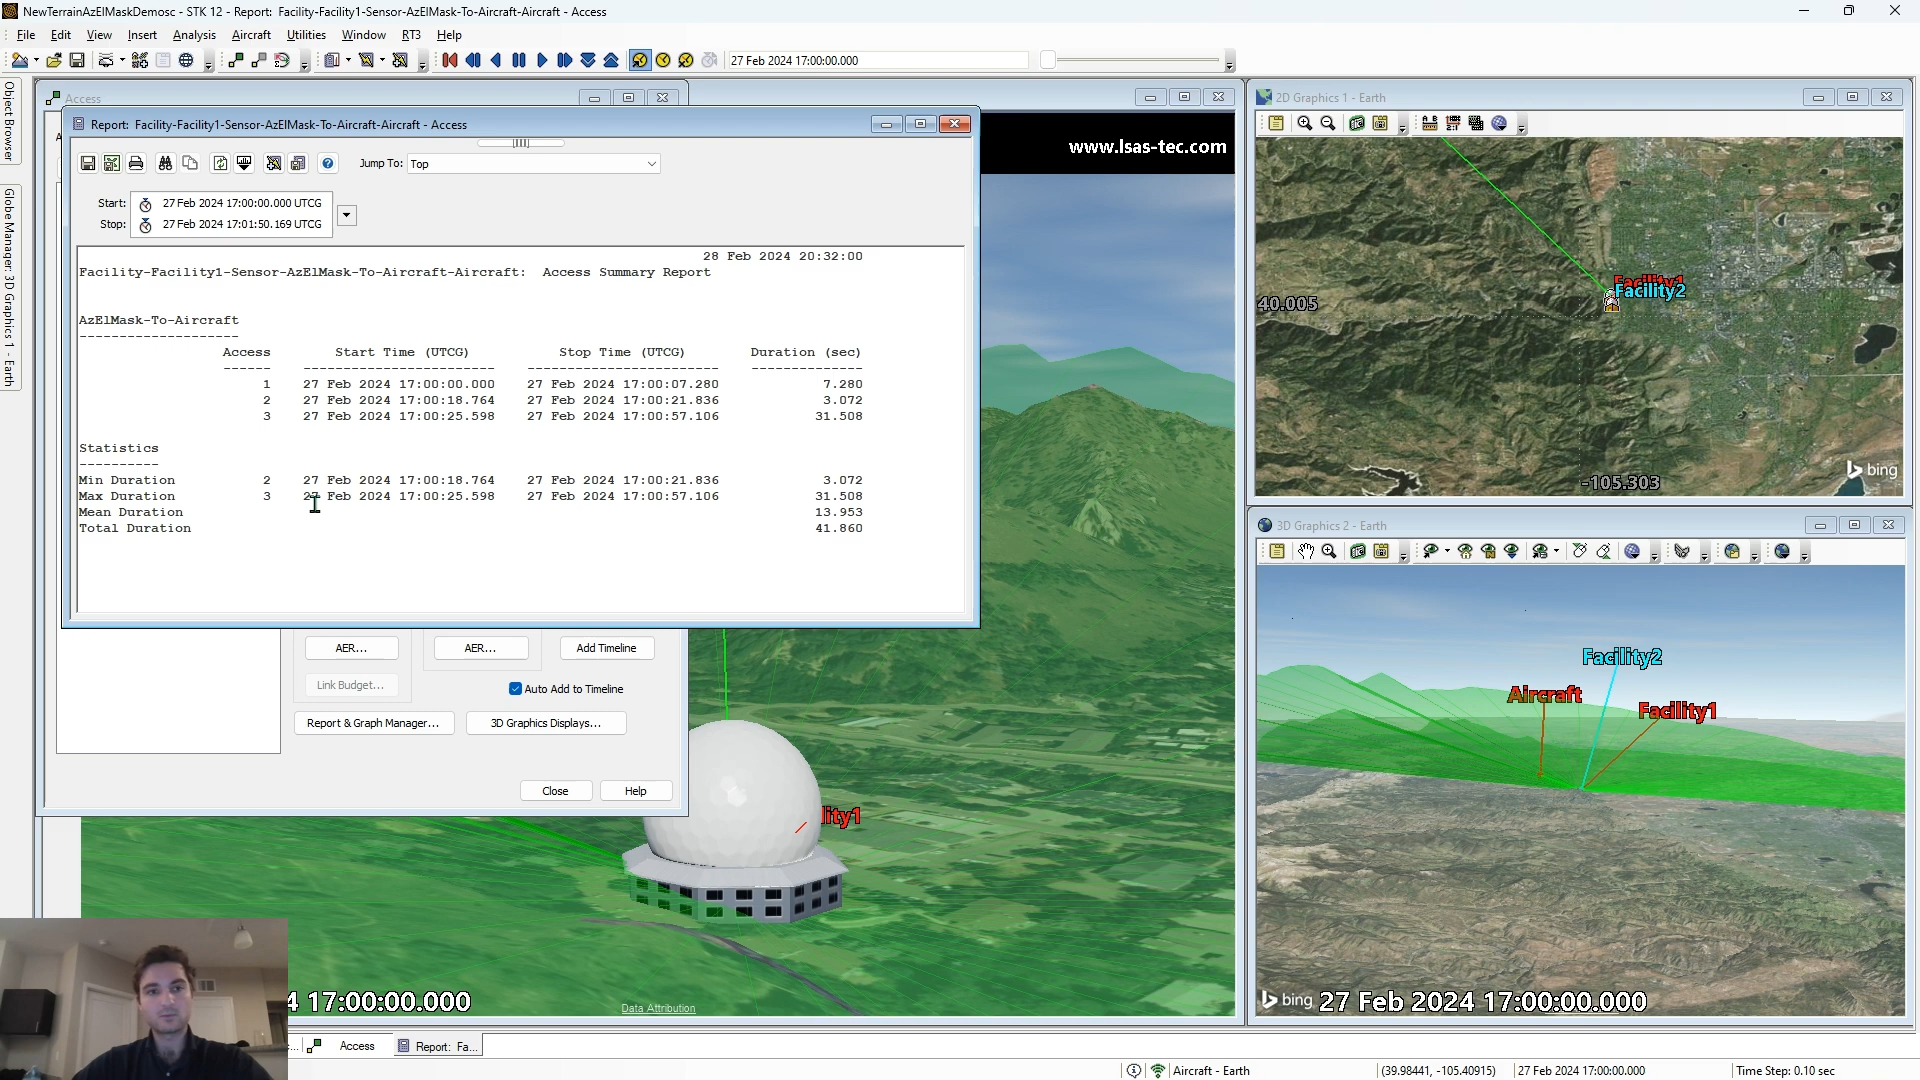 NewTerrainAzElMaskDemosc - STK 12 - Report: Facility-Facility1-Sensor-AzElMask-To-Aircraft-Aircraft - Access
File Edit View Insert Analysis Aircraft Utilities Window RT3 Help
27 Feb 2024 17:00:00.000
Object Browser
Globe Manager: 3D Graphics 1 - Earth
Access
Report: Facility-Facility1-Sensor-AzElMask-To-Aircraft-Aircraft - Access
Jump To: Top
Start: 27 Feb 2024 17:00:00.000 UTCG
Stop: 27 Feb 2024 17:01:50.169 UTCG
28 Feb 2024 20:32:00
Facility-Facility1-Sensor-AzElMask-To-Aircraft-Aircraft: Access Summary Report
AzElMask-To-Aircraft
--------------------
Access Start Time (UTCG) Stop Time (UTCG) Duration (sec)
------ ------------------------ ------------------------ --------------
1 27 Feb 2024 17:00:00.000 27 Feb 2024 17:00:07.280 7.280
2 27 Feb 2024 17:00:18.764 27 Feb 2024 17:00:21.836 3.072
3 27 Feb 2024 17:00:25.598 27 Feb 2024 17:00:57.106 31.508
Statistics
----------
Min Duration 2 27 Feb 2024 17:00:18.764 27 Feb 2024 17:00:21.836 3.072
Max Duration 3 27 Feb 2024 17:00:25.598 27 Feb 2024 17:00:57.106 31.508
Mean Duration 13.953
Total Duration 41.860
AER... AER... Add Timeline
Link Budget... Auto Add to Timeline
Report & Graph Manager... 3D Graphics Displays...
Close Help
www.lsas-tec.com
lity1
4 17:00:00.000
Data Attribution
2D Graphics 1 - Earth
Facility1
Facility2
40.005
-105.303
bing
3D Graphics 2 - Earth
Facility2
Aircraft
Facility1
bing 27 Feb 2024 17:00:00.000
...
Access
Report: Fa...
Aircraft - Earth (39.98441, -105.40915) 27 Feb 2024 17:00:00.000 Time Step: 0.10 sec